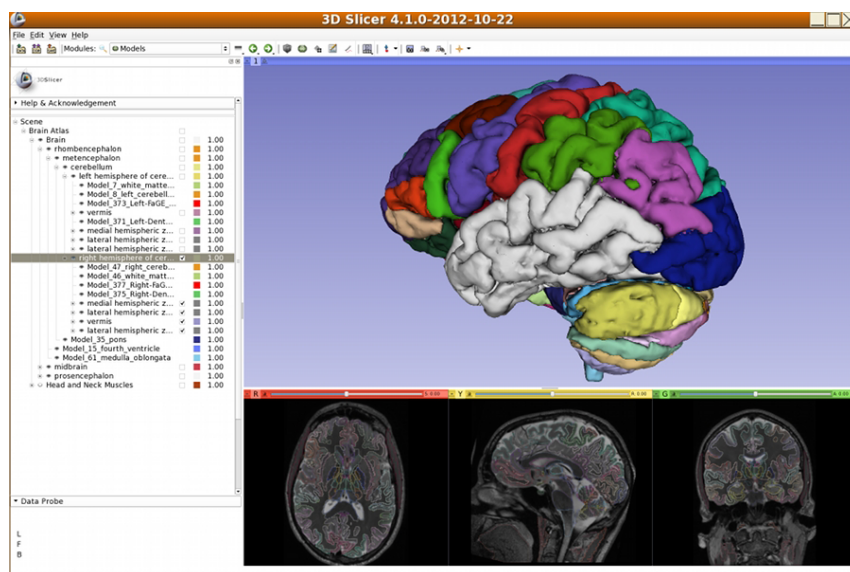 3D Slicer 4.1.0-2012-10-22
File Edit View Help
Modules: Models
1
3DSlicer
Help & Acknowledgement
Scene
Brain Atlas
Brain 1.00
rhombencephalon 1.00
metencephalon 1.00
cerebellum 1.00
left hemisphere of cere... 1.00
Model_7_white_matte... 1.00
Model_8_left_cerebell... 1.00
Model_373_Left-FaGE_... 1.00
vermis 1.00
Model_371_Left-Dent... 1.00
medial hemispheric z... 1.00
lateral hemispheric z... 1.00
lateral hemispheric z... 1.00
right hemisphere of cer... 1.00
Model_47_right_cereb... 1.00
Model_46_white_matt... 1.00
Model_377_Right-FaG... 1.00
Model_375_Right-Den... 1.00
medial hemispheric z... 1.00
lateral hemispheric z... 1.00
vermis 1.00
lateral hemispheric z... 1.00
Model_35_pons 1.00
Model_15_fourth_ventricle 1.00
Model_61_medulla_oblongata 1.00
midbrain 1.00
prosencephalon 1.00
Head and Neck Muscles 1.00
R S: 0.00 Y R: 0.00 G A: 0.00
Data Probe
L
F
B